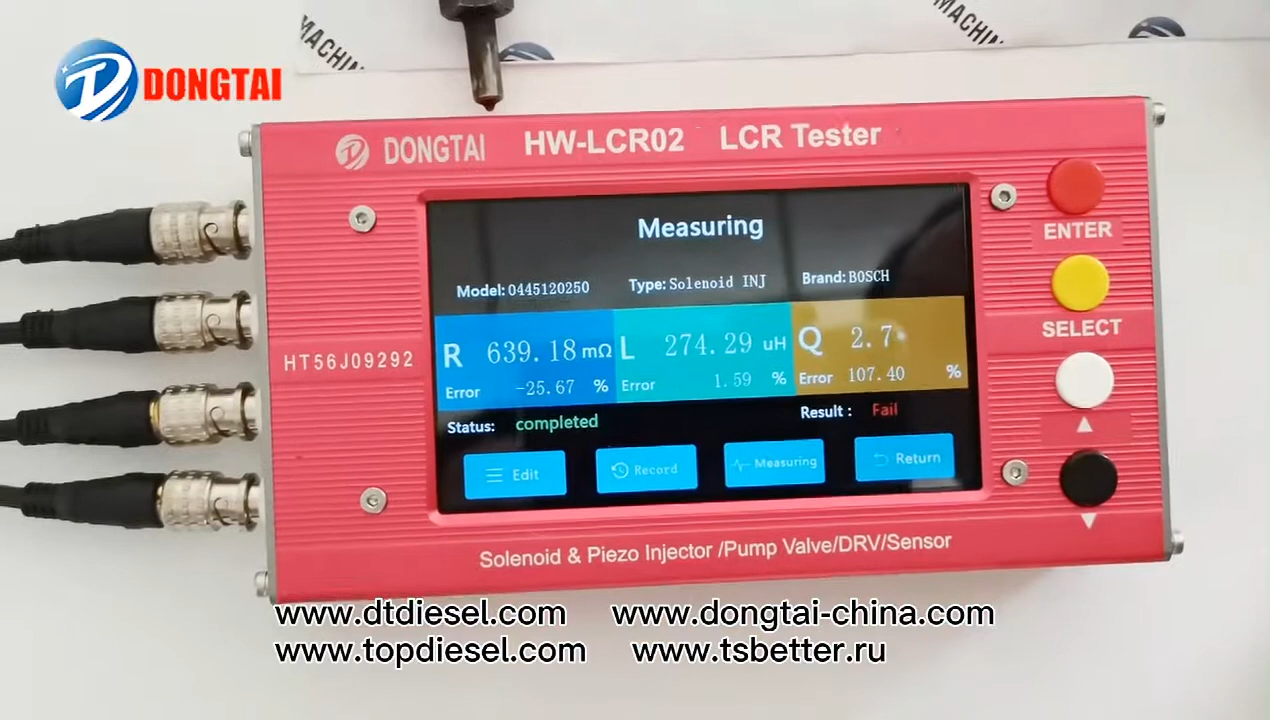 MACHIN
MACHIN
DONGTAI
DONGTAI HW-LCR02 LCR Tester
Measuring
Model: 0445120250 Type: Solenoid INJ Brand: BOSCH
R 639.18 mΩ L 274.29 uH Q 2.7
Error -25.67 % Error 1.59 % Error 107.40 %
Status: completed Result : Fail
Edit Record Measuring Return
HT56J09292
ENTER
SELECT
Solenoid & Piezo Injector /Pump Valve/DRV/Sensor
www.dtdiesel.com www.dongtai-china.com
www.topdiesel.com www.tsbetter.ru